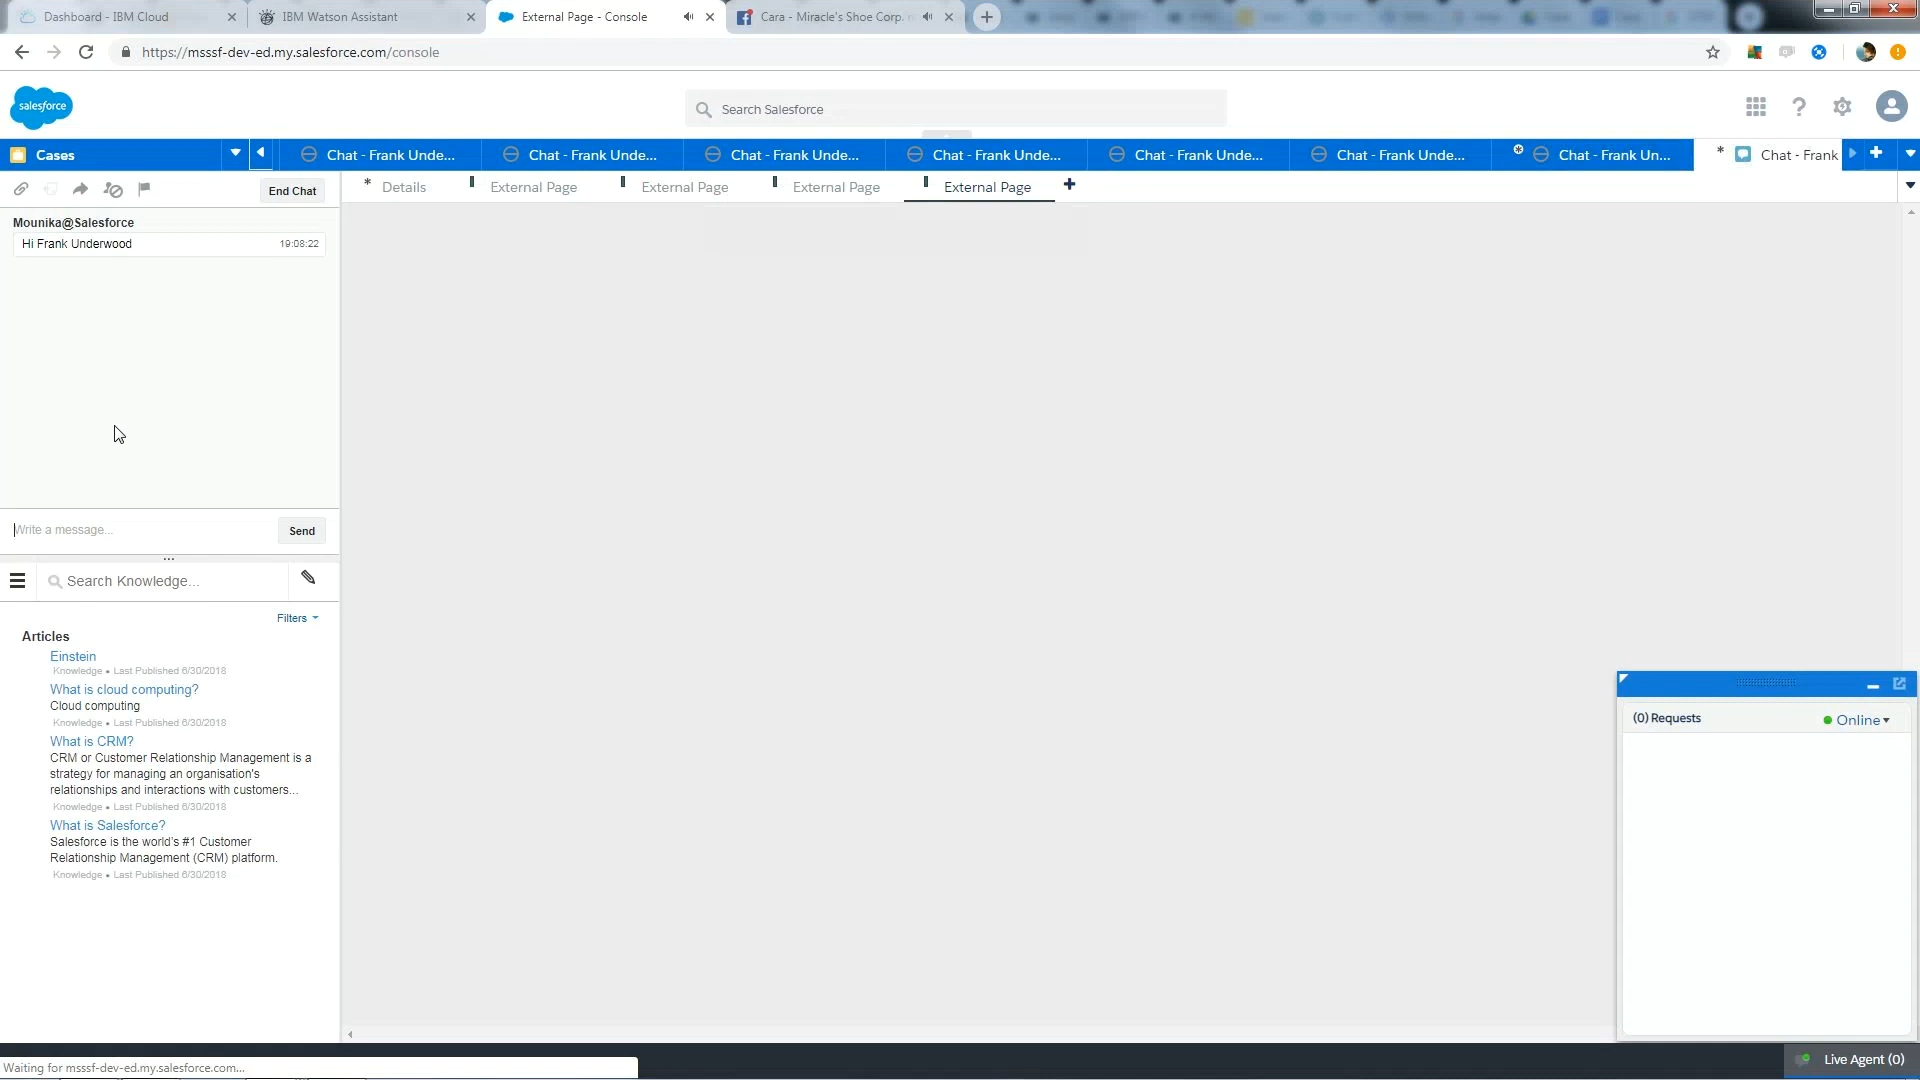 Dashboard - IBM Cloud
IBM Watson Assistant
External Page - Console
Cara - Miracle's Shoe Corp.
https://msssf-dev-ed.my.salesforce.com/console
salesforce
Search Salesforce
Cases
Chat - Frank Unde...
Chat - Frank Unde...
Chat - Frank Unde...
Chat - Frank Unde...
Chat - Frank Unde...
Chat - Frank Unde...
Chat - Frank Un...
* Chat - Frank
End Chat
* Details
External Page
External Page
External Page
External Page
Mounika@Salesforce
Hi Frank Underwood
19:08:22
Write a message...
Send
Search Knowledge...
Filters
Articles
Einstein
Knowledge • Last Published 6/30/2018
What is cloud computing?
Cloud computing
Knowledge • Last Published 6/30/2018
What is CRM?
CRM or Customer Relationship Management is a
strategy for managing an organisation's
relationships and interactions with customers...
Knowledge • Last Published 6/30/2018
What is Salesforce?
Salesforce is the world's #1 Customer
Relationship Management (CRM) platform.
Knowledge • Last Published 6/30/2018
(0) Requests
Online
Waiting for msssf-dev-ed.my.salesforce.com...
Live Agent (0)